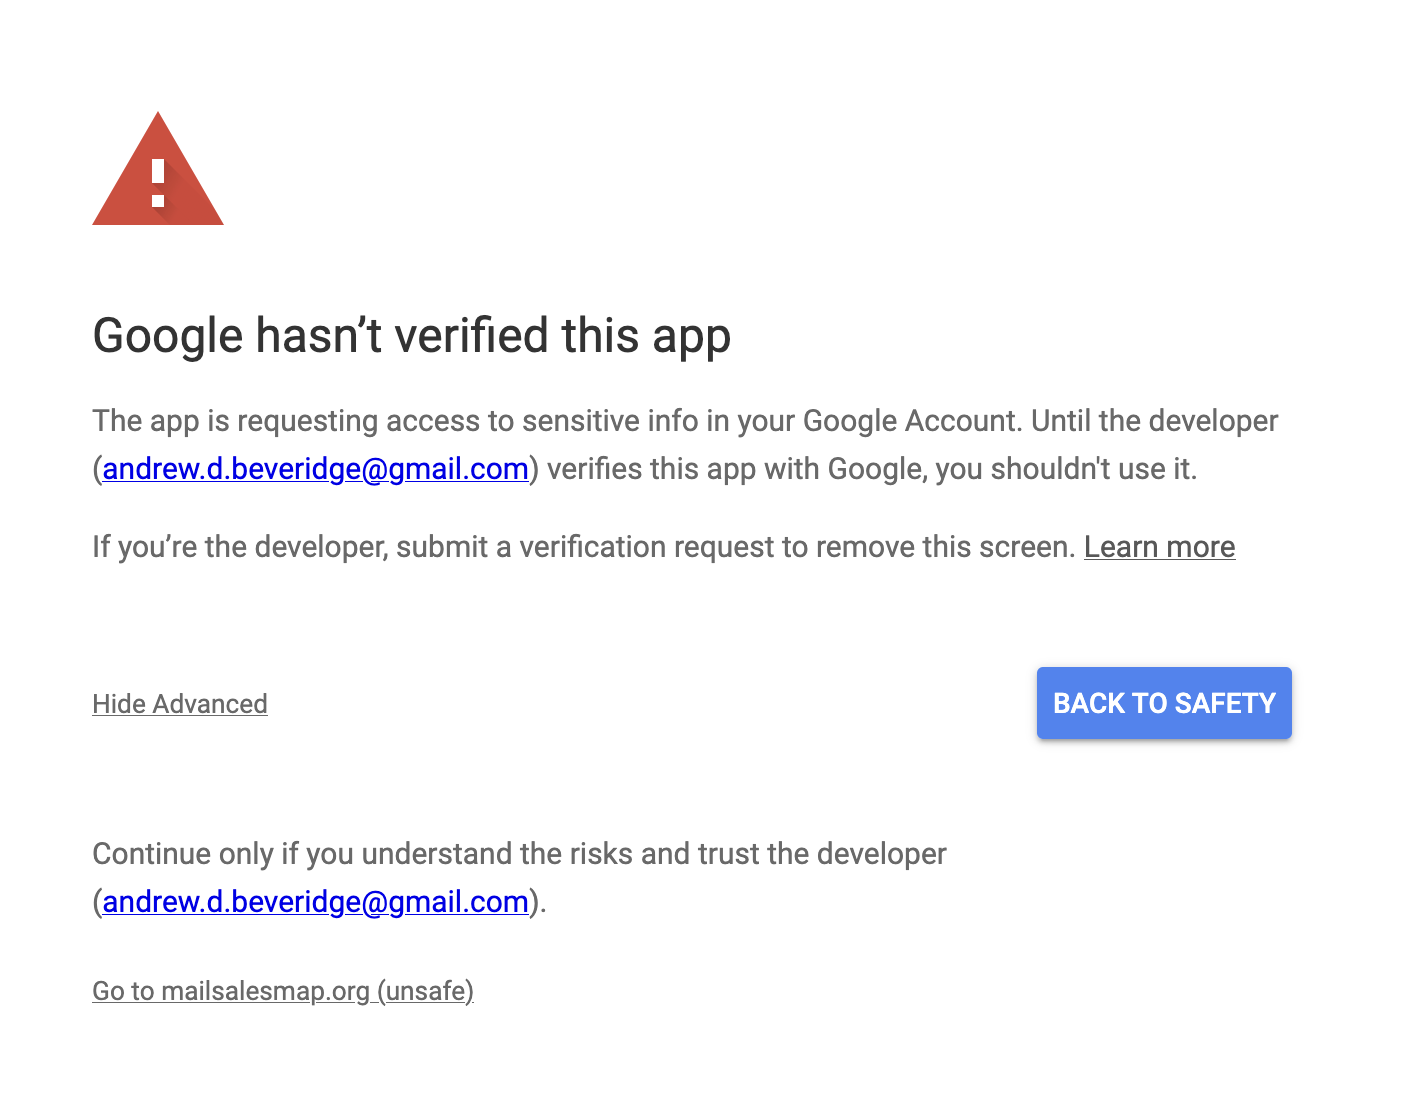 Google hasn’t verified this app
The app is requesting access to sensitive info in your Google Account. Until the developer
(andrew.d.beveridge@gmail.com) verifies this app with Google, you shouldn't use it.
If you’re the developer, submit a verification request to remove this screen. Learn more
Hide Advanced
BACK TO SAFETY
Continue only if you understand the risks and trust the developer
(andrew.d.beveridge@gmail.com).
Go to mailsalesmap.org (unsafe)